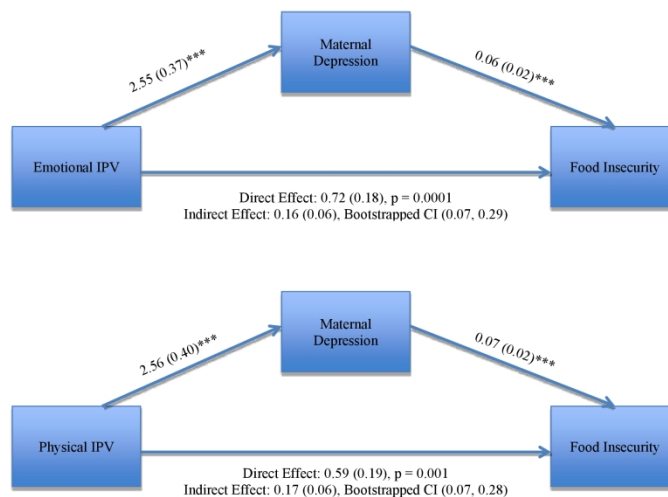 Maternal
Depression
2.55 (0.37)***
0.06 (0.02)***
Emotional IPV
Food Insecurity
Direct Effect: 0.72 (0.18), p = 0.0001
Indirect Effect: 0.16 (0.06), Bootstrapped CI (0.07, 0.29)
Maternal
Depression
2.56 (0.40)***
0.07 (0.02)***
Physical IPV
Food Insecurity
Direct Effect: 0.59 (0.19), p = 0.001
Indirect Effect: 0.17 (0.06), Bootstrapped CI (0.07, 0.28)